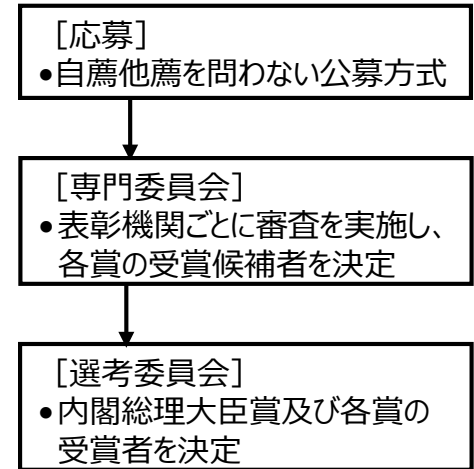 ［応募］
●自薦他薦を問わない公募方式
［専門委員会］
●表彰機関ごとに審査を実施し、
各賞の受賞候補者を決定
［選考委員会］
●内閣総理大臣賞及び各賞の
受賞者を決定